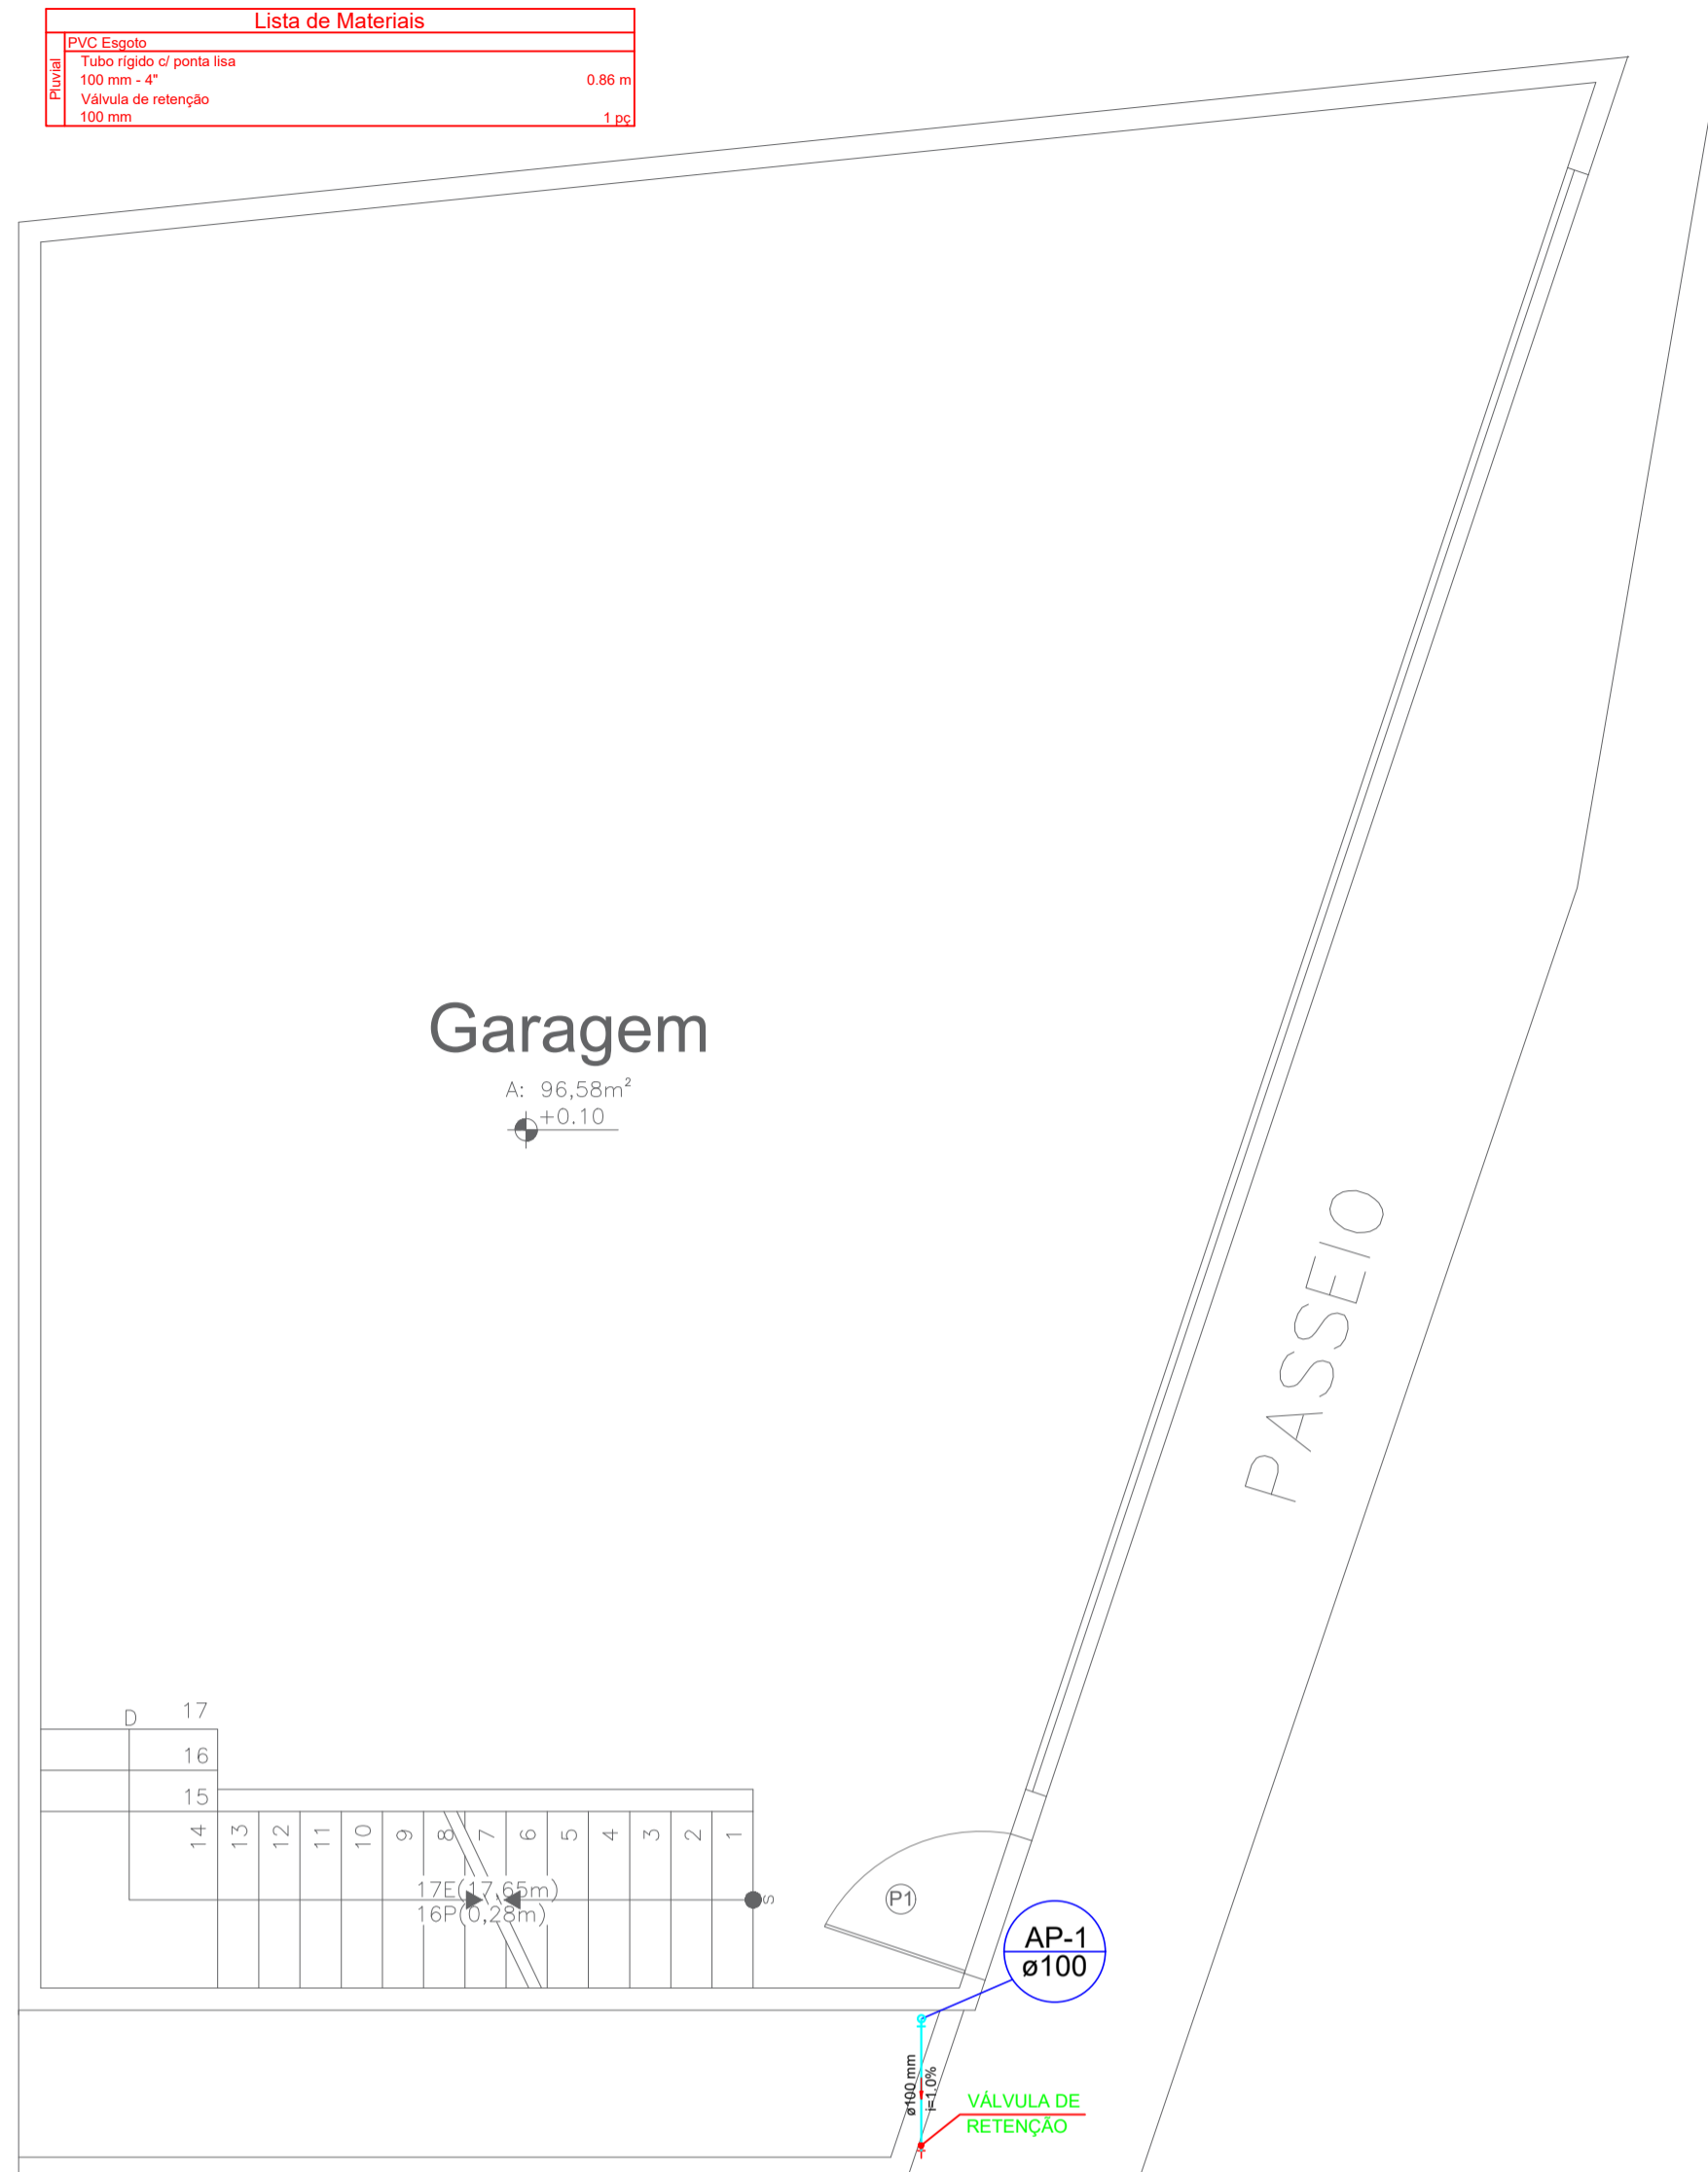 Lista de Materiais
Pluvial
PVC Esgoto
Tubo rígido c/ ponta lisa
100 mm - 4" 0.86 m
Válvula de retenção
100 mm 1 pç
Garagem
A: 96,58m²
+0.10
PASSEIO
D
17
16
15
14 13 12 11 10 9 8 7 6 5 4 3 2 1
17E(17,65m)
16P(0,28m)
S
P1
AP-1
ø100
ø100 mm
i=1.0%
VÁLVULA DE
RETENÇÃO